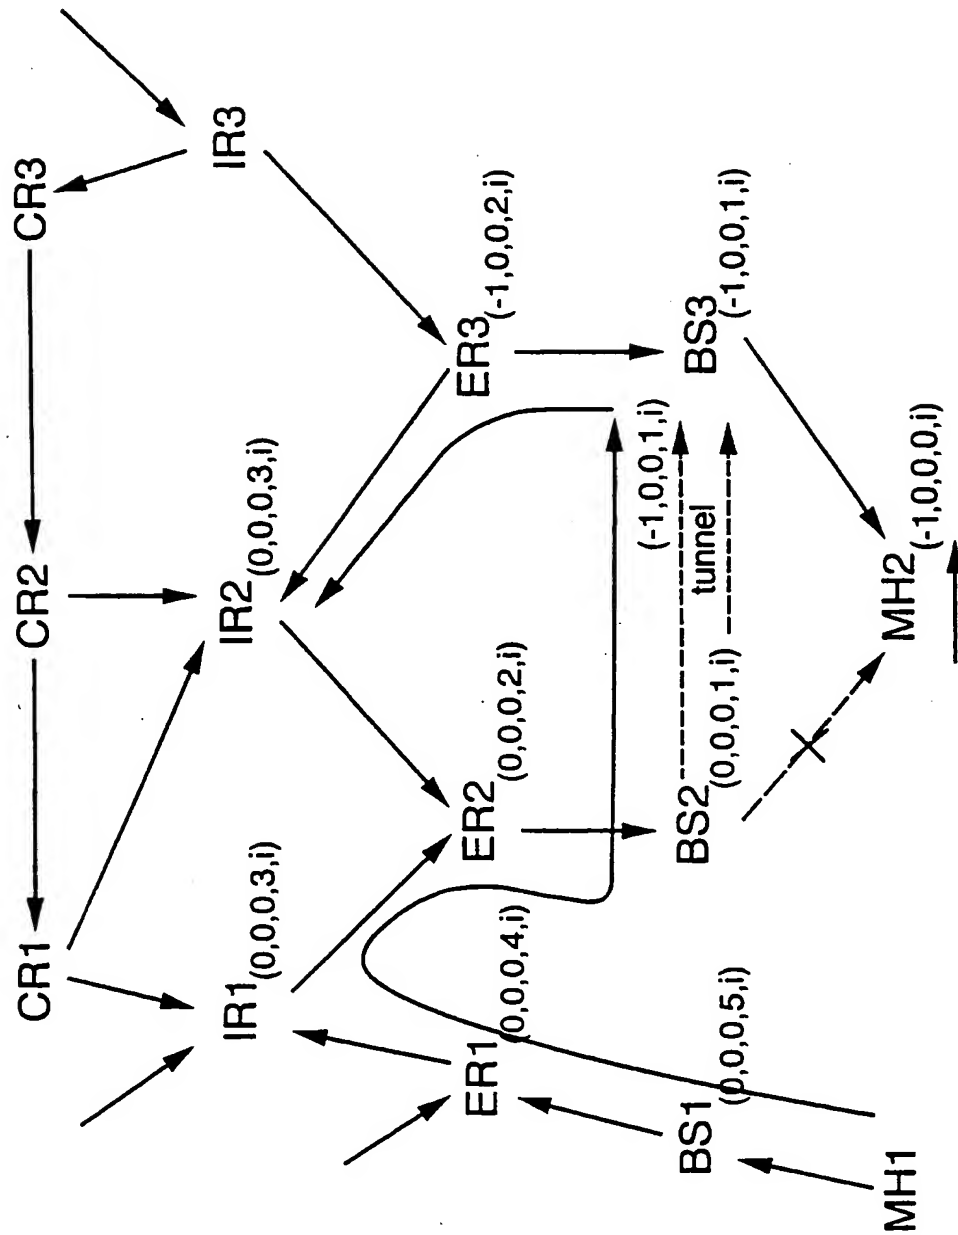 CR1
CR2
CR3
IR1 (0,0,0,3,i)
IR2 (0,0,0,3,i)
IR3
ER1 (0,0,0,4,i)
ER2 (0,0,0,2,i)
ER3 (-1,0,0,2,i)
(-1,0,0,1,i)
tunnel
BS1 (0,0,0,5,i)
BS2 (0,0,0,1,i)
BS3 (-1,0,0,1,i)
MH1
MH2 (-1,0,0,0,i)